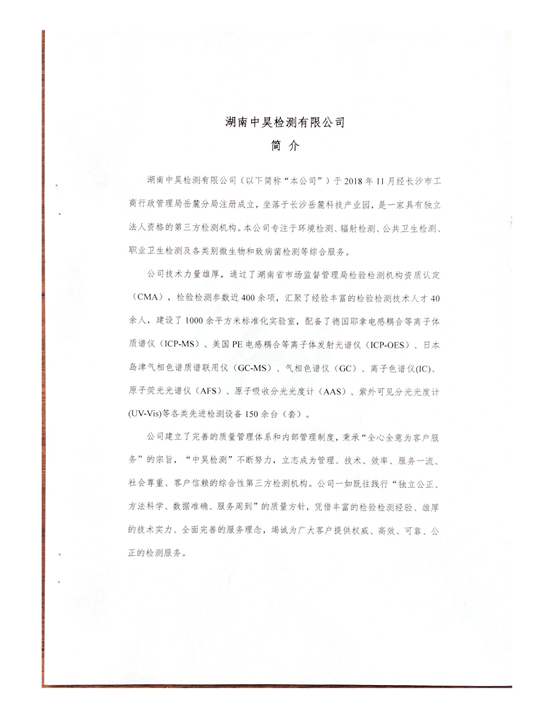 湖南中昊检测有限公司
简 介
湖南中昊检测有限公司（以下简称“本公司”）于 2018 年 11 月经长沙市工
商行政管理局岳麓分局注册成立，坐落于长沙岳麓科技产业园，是一家具有独立
法人资格的第三方检测机构。本公司专注于环境检测、辐射检测、公共卫生检测、
职业卫生检测及各类别微生物和致病菌检测等综合服务。
公司技术力量雄厚，通过了湖南省市场监督管理局检验检测机构资质认定
（CMA），检验检测参数近 400 余项，汇聚了经验丰富的检验检测技术人才 40
余人，建设了 1000 余平方米标准化实验室，配备了德国耶拿电感耦合等离子体
质谱仪（ICP-MS）、美国 PE 电感耦合等离子体发射光谱仪（ICP-OES）、日本
岛津气相色谱质谱联用仪（GC-MS）、气相色谱仪（GC）、离子色谱仪(IC)、
原子荧光光谱仪（AFS）、原子吸收分光光度计（AAS）、紫外可见分光光度计
(UV-Vis)等各类先进检测设备 150 余台（套）。
公司建立了完善的质量管理体系和内部管理制度，秉承“全心全意为客户服
务”的宗旨，“中昊检测”不断努力，立志成为管理、技术、效率、服务一流、
社会尊重、客户信赖的综合性第三方检测机构。公司一如既往践行“独立公正、
方法科学、数据准确、服务周到”的质量方针，凭借丰富的检验检测经验、雄厚
的技术实力、全面完善的服务理念，竭诚为广大客户提供权威、高效、可靠、公
正的检测服务。